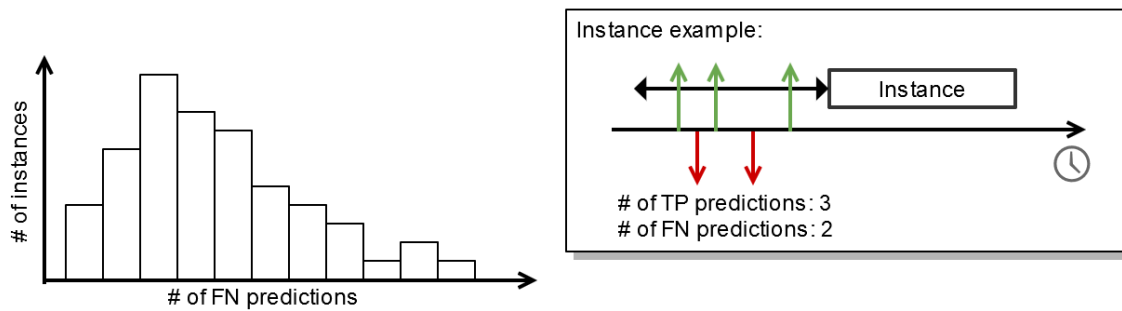 # of instances
# of FN predictions
Instance example:
Instance
# of TP predictions: 3
# of FN predictions: 2